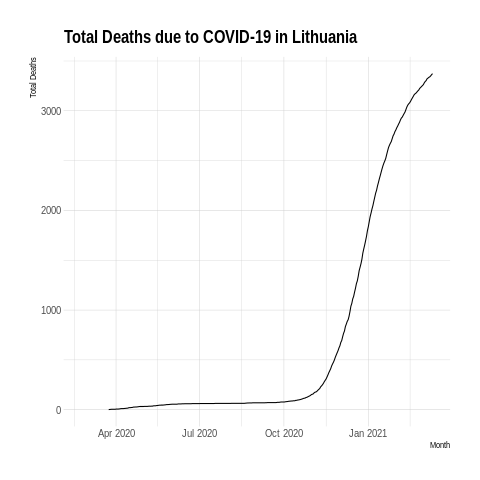 Total Deaths due to COVID-19 in Lithuania
Total Deaths
3000
2000
1000
0
Apr 2020 Jul 2020 Oct 2020 Jan 2021
Month